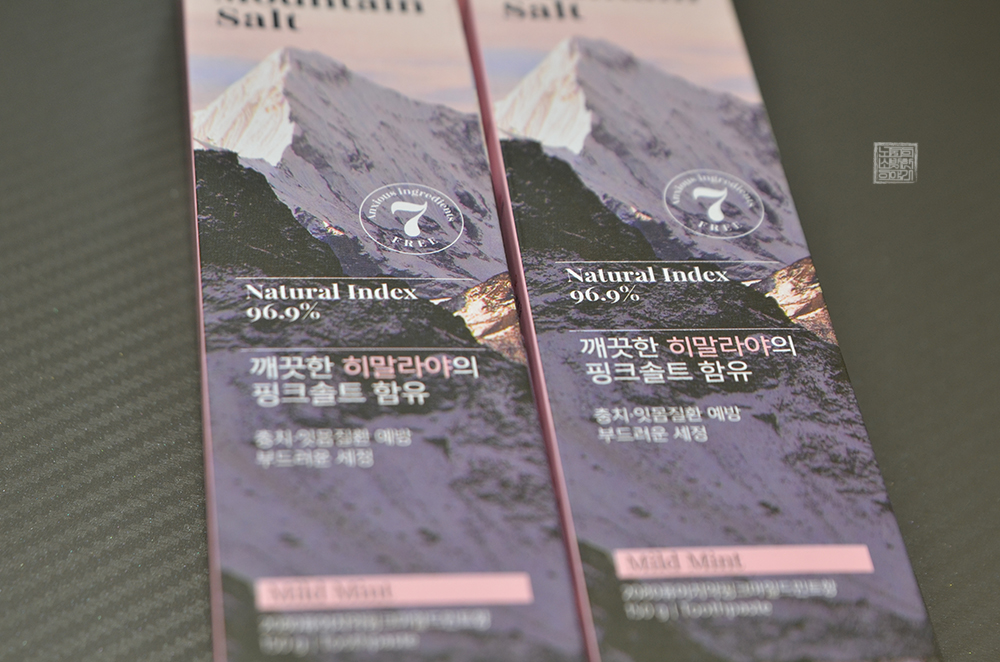 Mountain
Salt
Anxious ingredients
7
FREE
Natural Index
96.9%
깨끗한 히말라야의
핑크솔트 함유
충치·잇몸질환 예방
부드러운 세정
Mild Mint
Toothpaste
Salt
Anxious ingredients
7
FREE
Natural Index
96.9%
깨끗한 히말라야의
핑크솔트 함유
충치·잇몸질환 예방
부드러운 세정
Mild Mint
Toothpaste